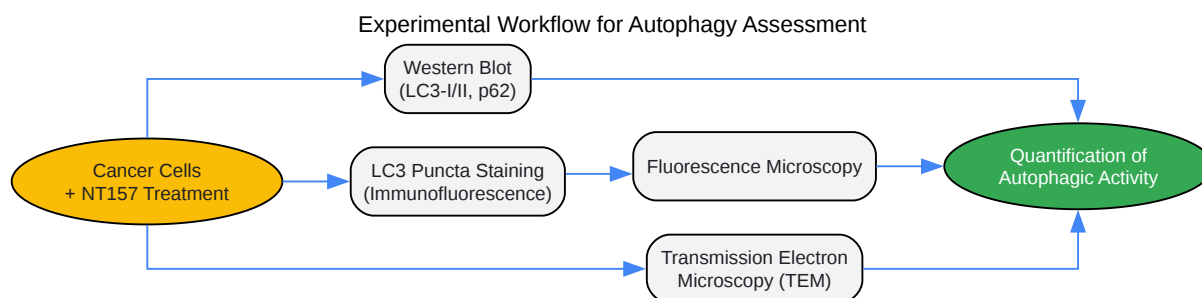 Experimental Workflow for Autophagy Assessment
Western Blot
(LC3-I/II, p62)
Cancer Cells
+ NT157 Treatment
LC3 Puncta Staining
(Immunofluorescence)
Fluorescence Microscopy
Quantification of
Autophagic Activity
Transmission Electron
Microscopy (TEM)